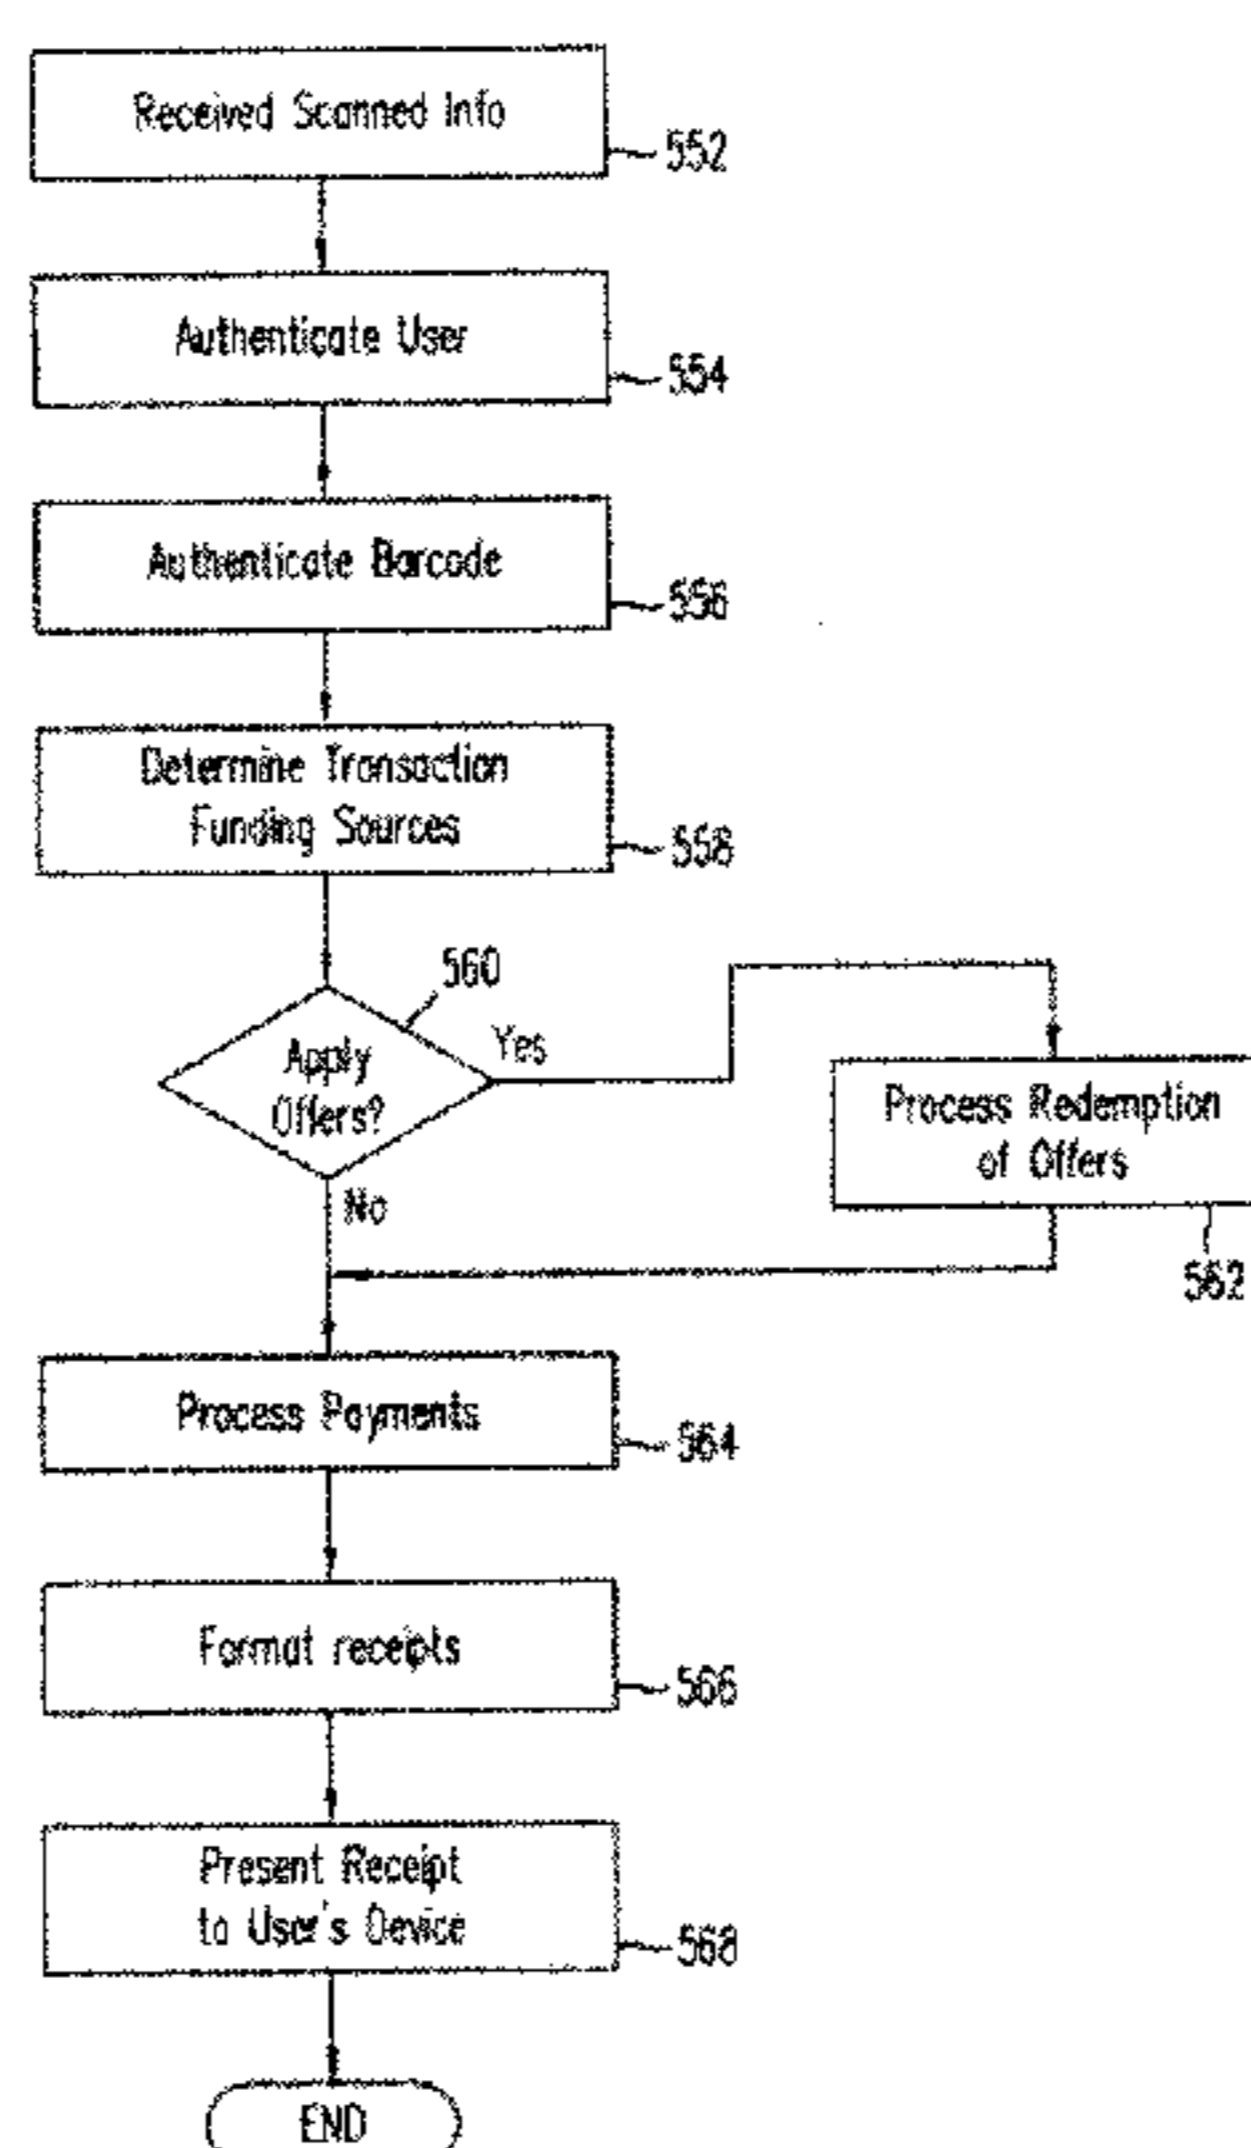 Received Scanned Info
552
Authenticate User
554
Authenticate Barcode
556
Determine Transaction
Funding Sources
558
560
Apply
Offers?
Yes
No
Process Redemption
of Offers
562
Process Payments
564
Format receipts
566
Present Receipt
to User's Device
568
END